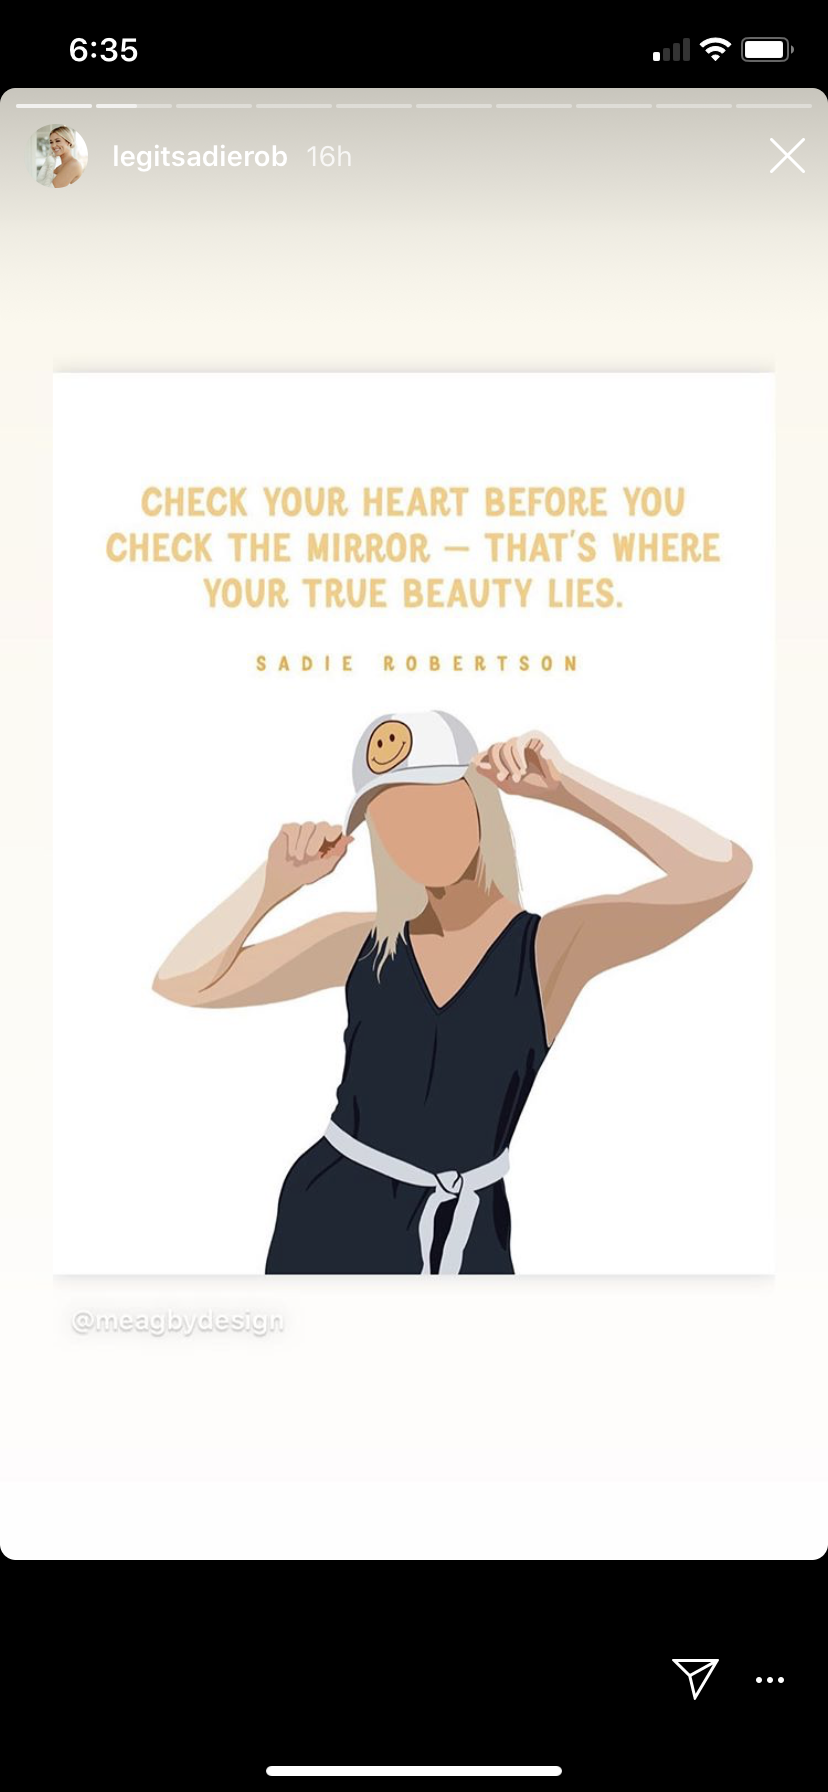 6:35
legitsadierob 16h
CHECK YOUR HEART BEFORE YOU
CHECK THE MIRROR – THAT'S WHERE
YOUR TRUE BEAUTY LIES.
SADIE ROBERTSON
@meagbydesign